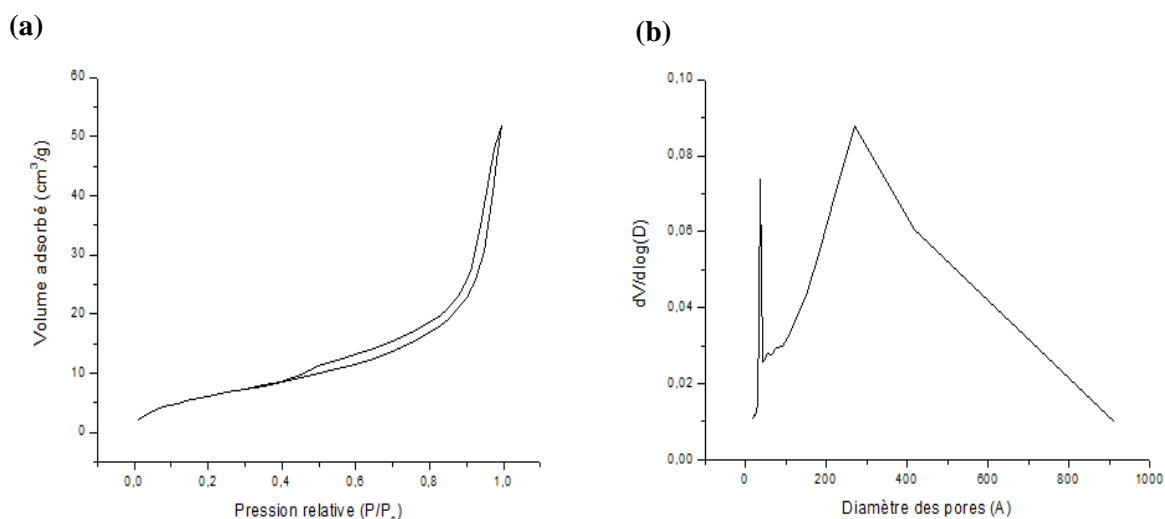 (a)
60
50
40
30
20
10
0
Volume adsorbé (cm³/g)
0,0 0,2 0,4 0,6 0,8 1,0
Pression relative (P/P₀)
(b)
0,10
0,08
0,06
0,04
0,02
0,00
dV/dlog(D)
0 200 400 600 800 1000
Diamètre des pores (A)